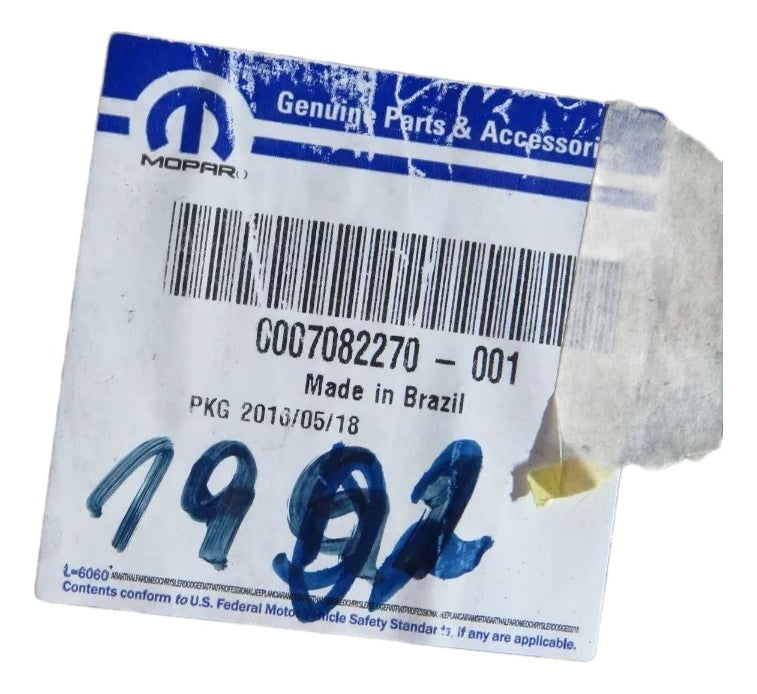 Genuine Parts & Accessori
MOPAR
C007082270 - 001
Made in Brazil
PKG 2016/05/18
L-6060
Contents conform to U.S. Federal Motor Vehicle Safety Standards, if any are applicable.